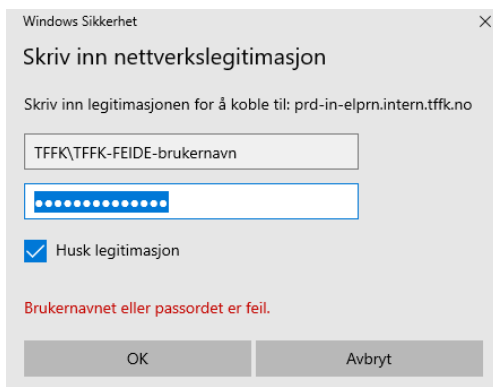 Windows Sikkerhet
Skriv inn nettverkslegitimasjon
Skriv inn legitimasjonen for å koble til: prd-in-elprn.intern.tffk.no
TFFK\TFFK-FEIDE-brukernavn
●●●●●●●●●●●●●●
Husk legitimasjon
Brukernavnet eller passordet er feil.
OK
Avbryt